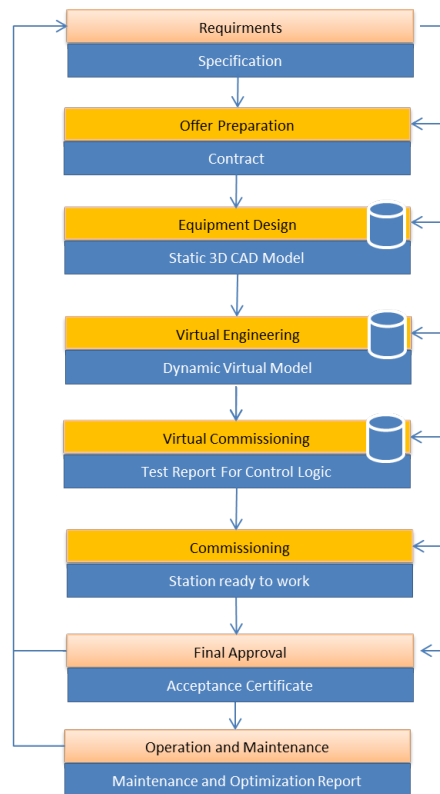 Requirments
Specification
Offer Preparation
Contract
Equipment Design
Static 3D CAD Model
Virtual Engineering
Dynamic Virtual Model
Virtual Commissioning
Test Report For Control Logic
Commissioning
Station ready to work
Final Approval
Acceptance Certificate
Operation and Maintenance
Maintenance and Optimization Report